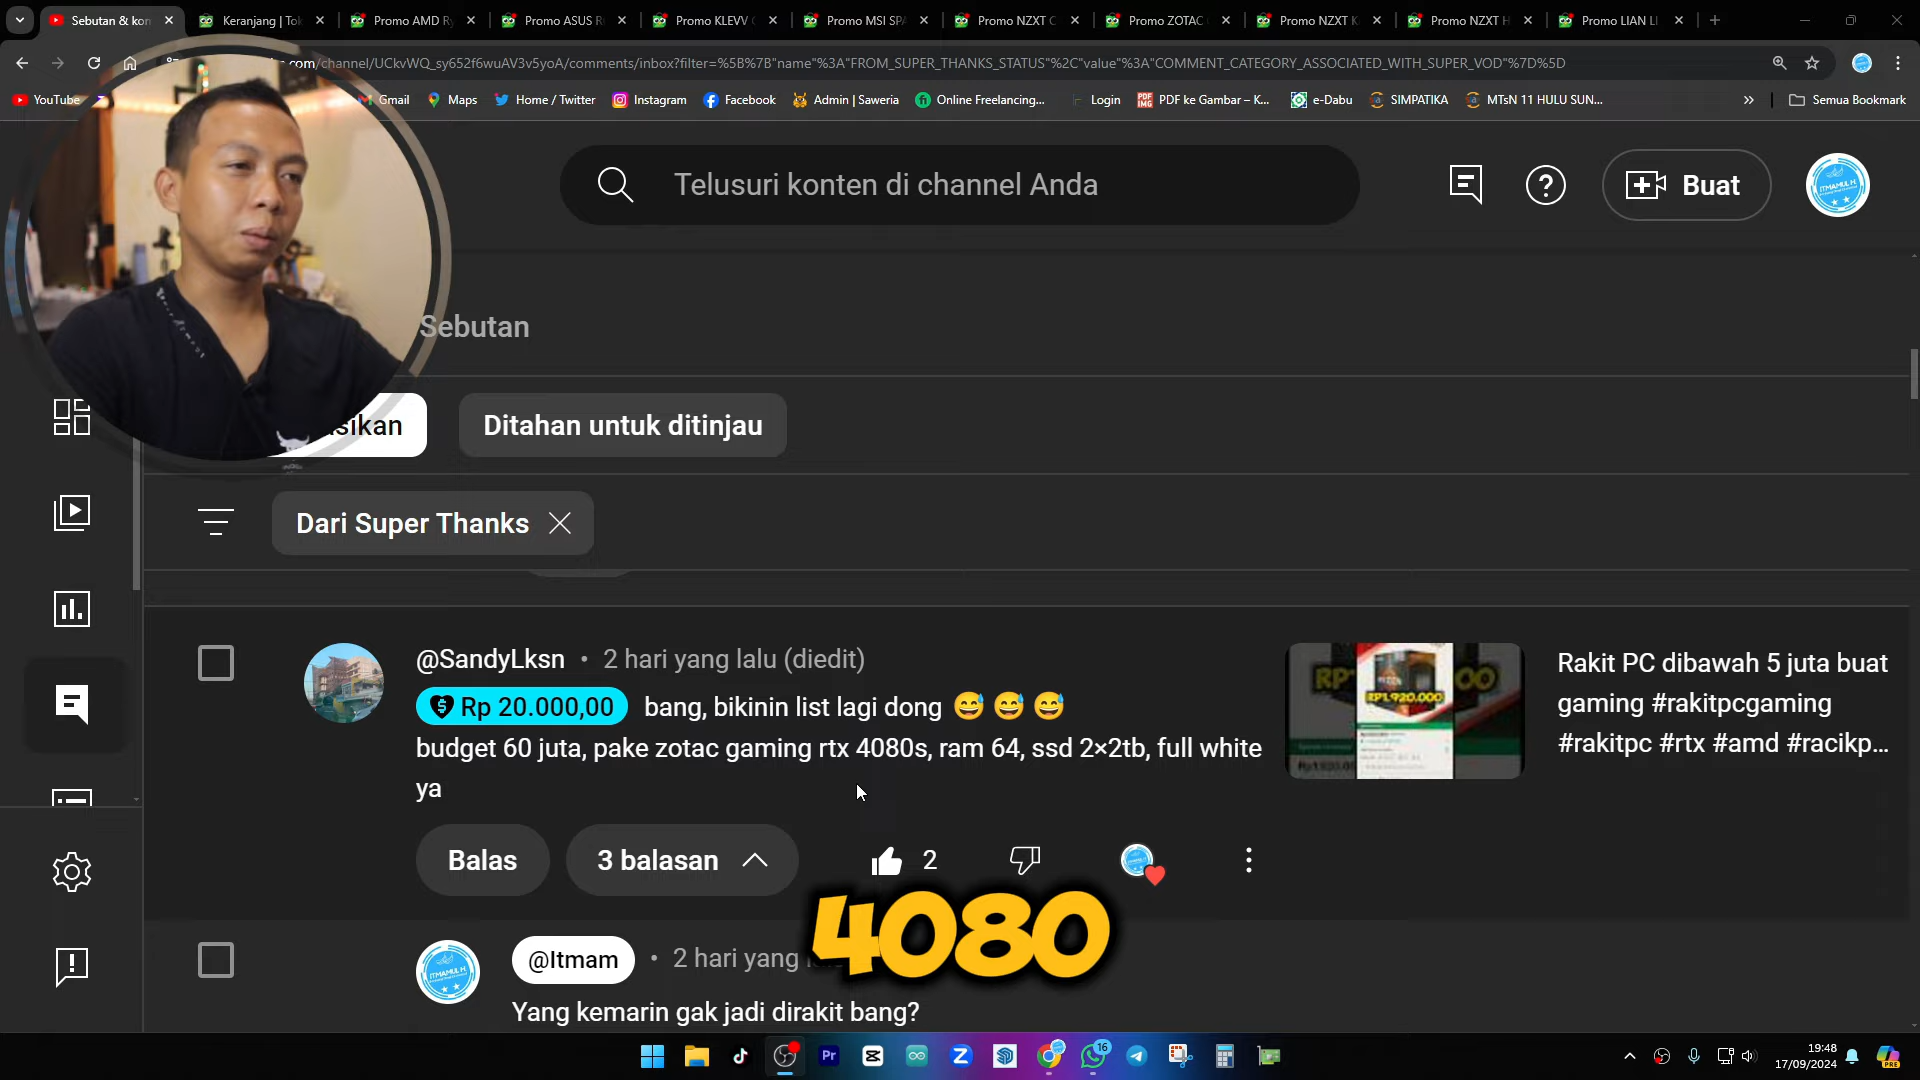 Sebutan & kom
Keranjang | Tok
Promo AMD Ry
Promo ASUS R
Promo KLEVV
Promo MSI SPA
Promo NZXT C
Promo ZOTAC
Promo NZXT K
Promo NZXT H
Promo LIAN LI
com/channel/UCkvWQ_sy652f6wuAV3v5yoA/comments/inbox?filter=%5B%7B"name"%3A"FROM_SUPER_THANKS_STATUS"%2C"value"%3A"COMMENT_CATEGORY_ASSOCIATED_WITH_SUPER_VOD"%7D%5D
YouTube
Gmail
Maps
Home / Twitter
Instagram
Facebook
Admin | Saweria
Online Freelancing...
Login
PDF ke Gambar – K...
e-Dabu
SIMPATIKA
MTsN 11 HULU SUN...
Semua Bookmark
Telusuri konten di channel Anda
Buat
Sebutan
sikan
Ditahan untuk ditinjau
Dari Super Thanks
@SandyLksn • 2 hari yang lalu (diedit)
Rp 20.000,00 bang, bikinin list lagi dong 😅 😅 😅
budget 60 juta, pake zotac gaming rtx 4080s, ram 64, ssd 2×2tb, full white
ya
RP1.920.000
Rakit PC dibawah 5 juta buat
gaming #rakitpcgaming
#rakitpc #rtx #amd #racikp...
Balas
3 balasan
2
4080
@Itmam • 2 hari yang
Yang kemarin gak jadi dirakit bang?
16
19:48
17/09/2024